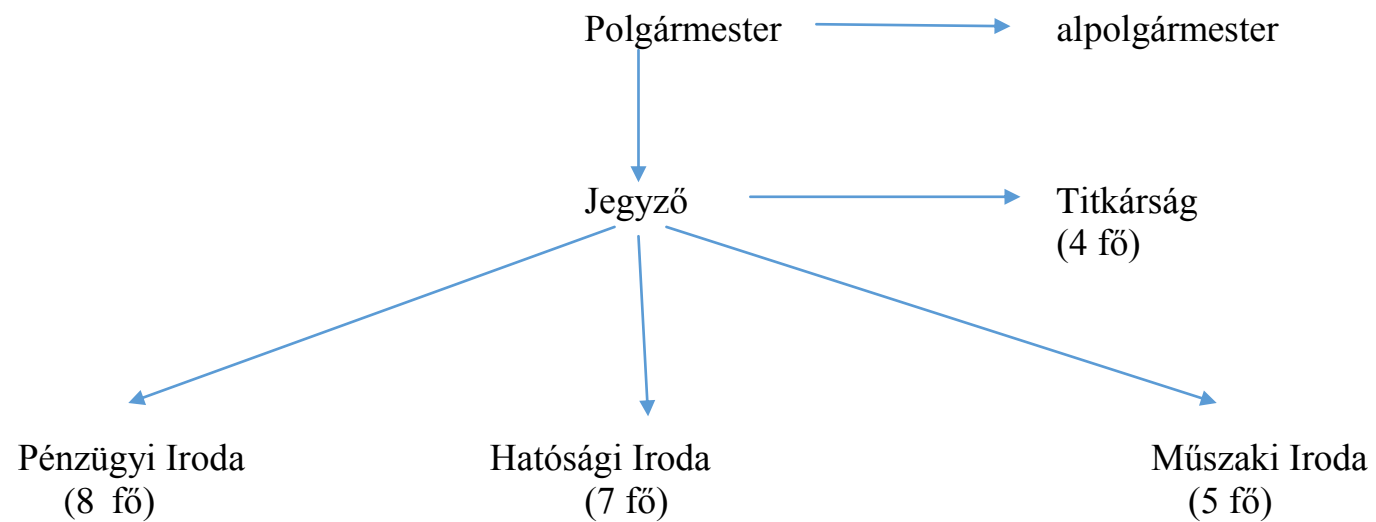 Polgármester
alpolgármester
Jegyző
Titkárság
(4 fő)
Pénzügyi Iroda
(8 fő)
Hatósági Iroda
(7 fő)
Műszaki Iroda
(5 fő)